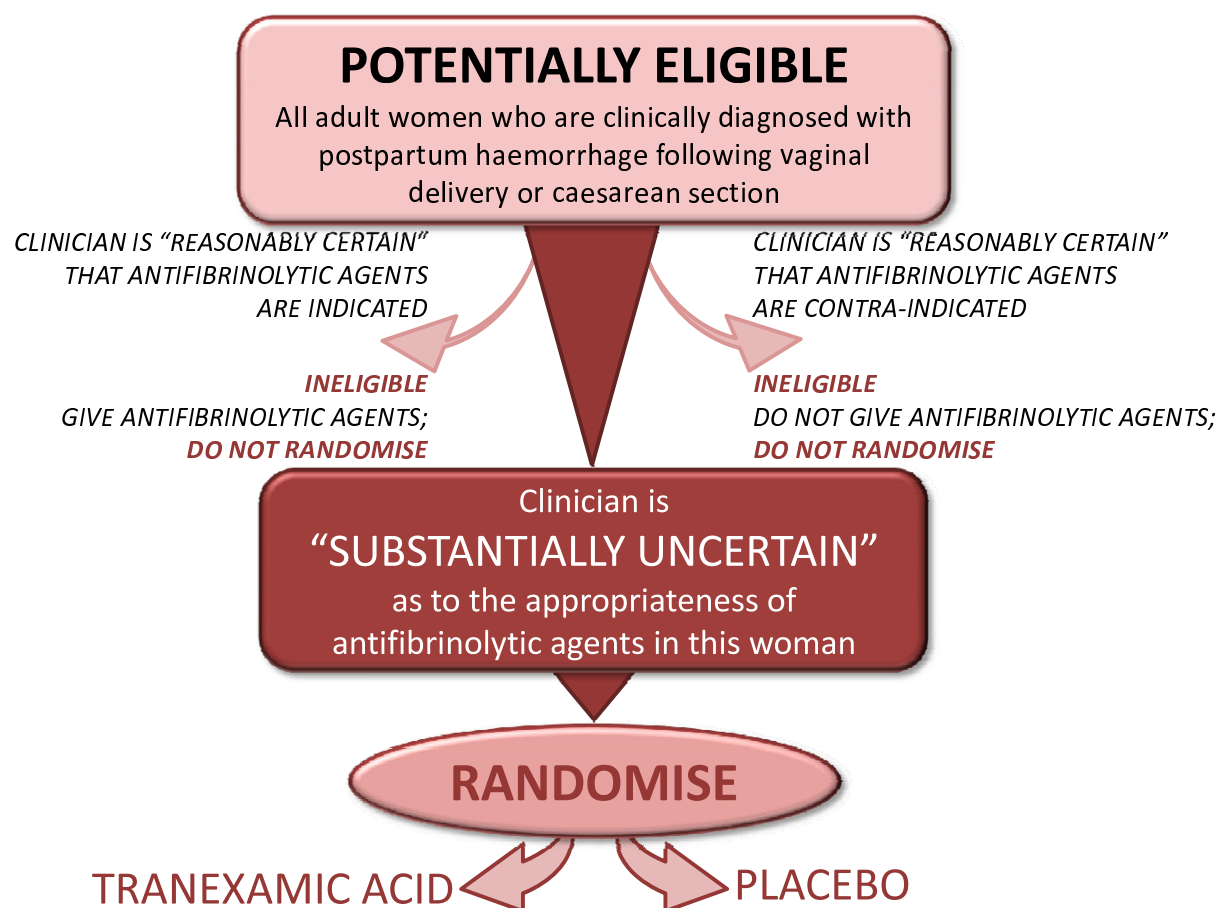 POTENTIALLY ELIGIBLE
All adult women who are clinically diagnosed with
postpartum haemorrhage following vaginal
delivery or caesarean section
CLINICIAN IS “REASONABLY CERTAIN”
THAT ANTIFIBRINOLYTIC AGENTS
ARE INDICATED
INELIGIBLE
GIVE ANTIFIBRINOLYTIC AGENTS;
DO NOT RANDOMISE
CLINICIAN IS “REASONABLY CERTAIN”
THAT ANTIFIBRINOLYTIC AGENTS
ARE CONTRA-INDICATED
INELIGIBLE
DO NOT GIVE ANTIFIBRINOLYTIC AGENTS;
DO NOT RANDOMISE
Clinician is
“SUBSTANTIALLY UNCERTAIN”
as to the appropriateness of
antifibrinolytic agents in this woman
RANDOMISE
TRANEXAMIC ACID
PLACEBO